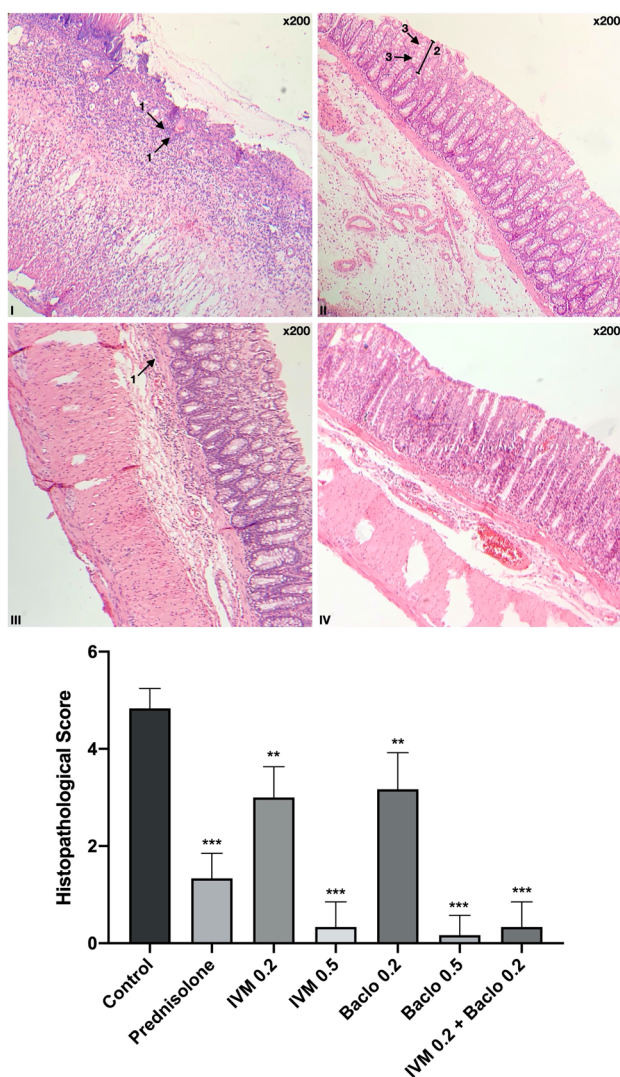 x200
1
1
I
x200
3
3
2
II
x200
1
III
x200
IV
6
4
2
0
Histopathological Score
***
**
***
**
***
***
Control
Prednisolone
IVM 0.2
IVM 0.5
Baclo 0.2
Baclo 0.5
IVM 0.2 + Baclo 0.2